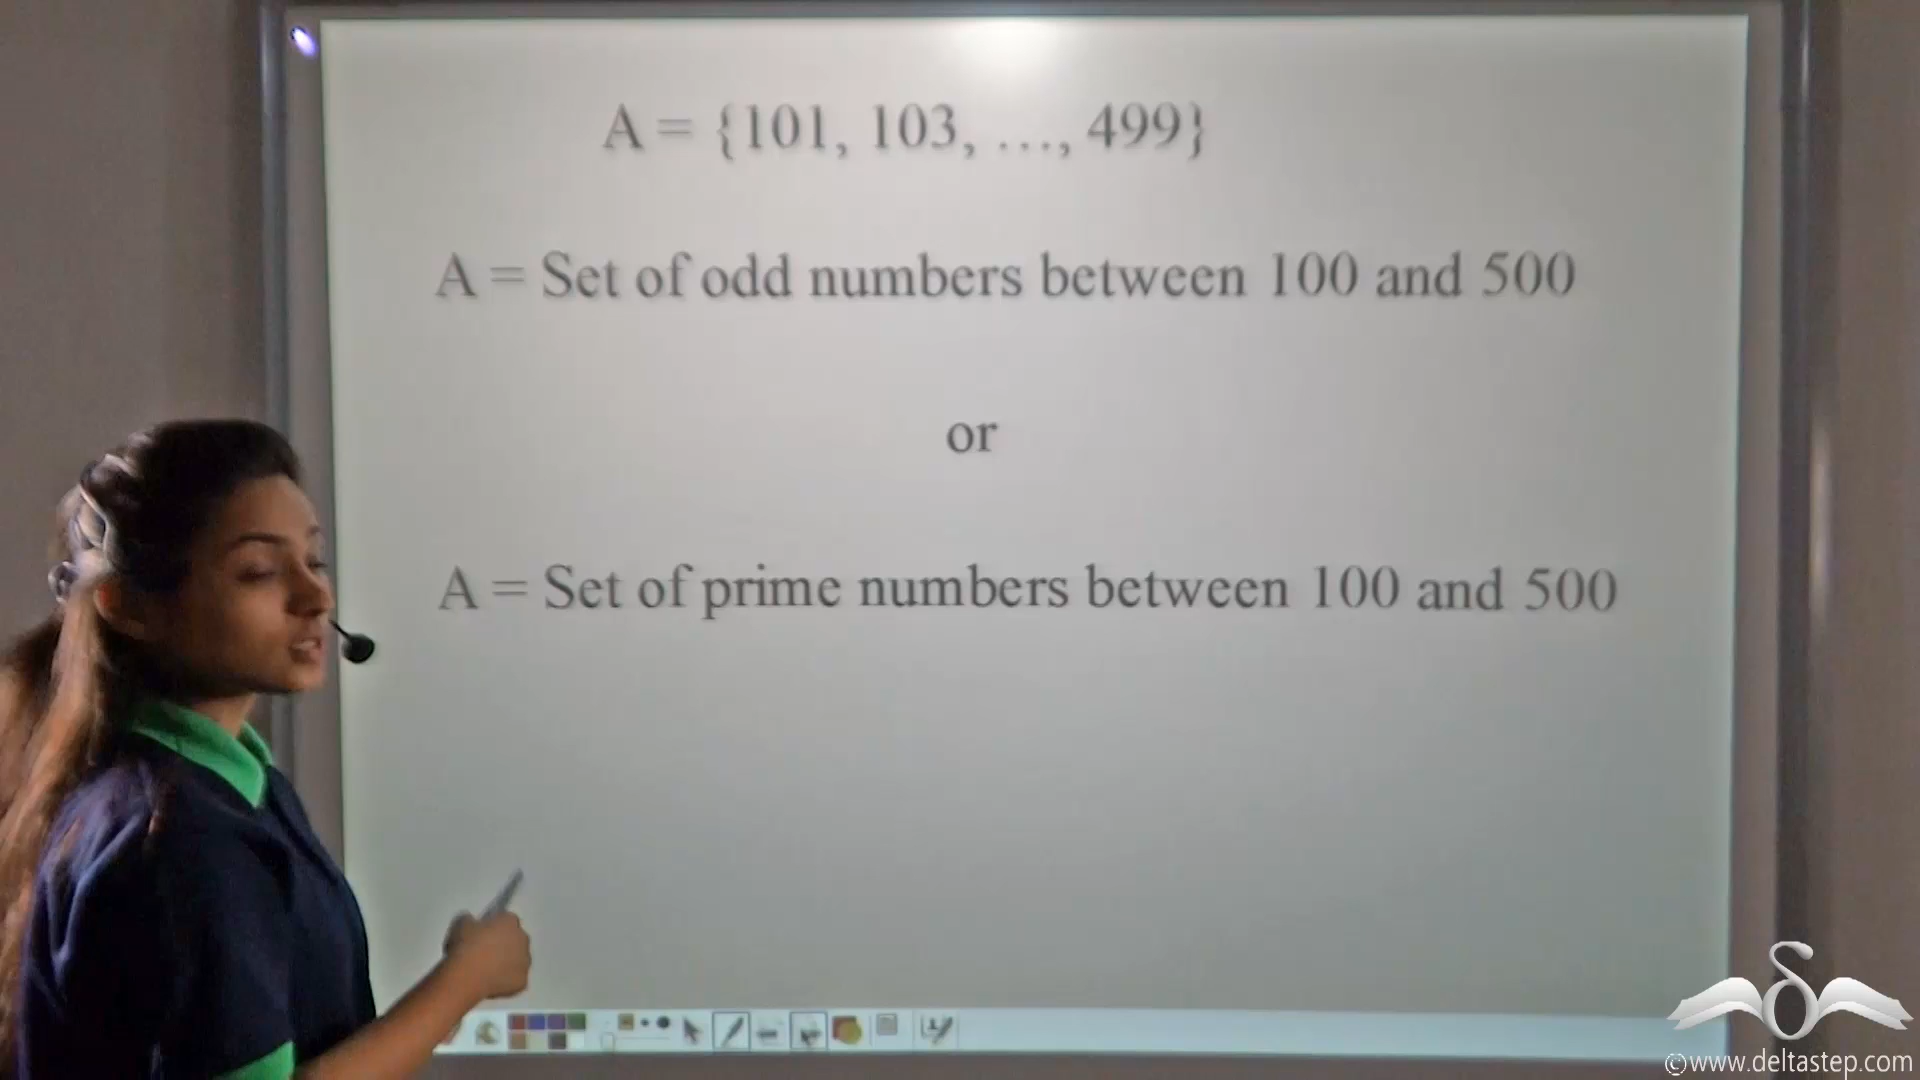 A = {101, 103, ..., 499}
A = Set of odd numbers between 100 and 500
or
A = Set of prime numbers between 100 and 500
©www.deltastep.com